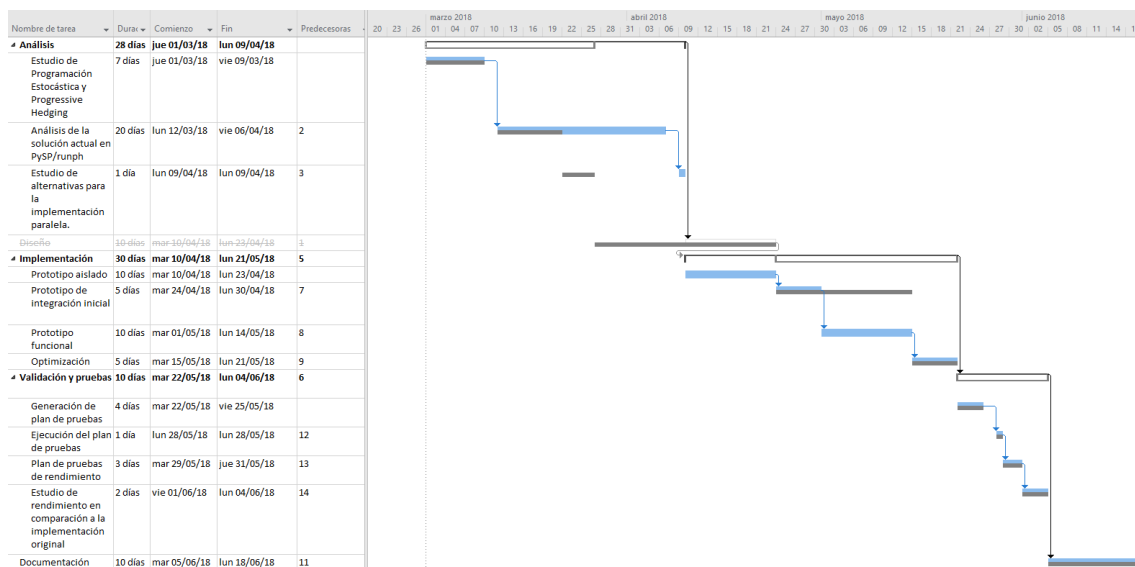 marzo 2018 abril 2018 mayo 2018 junio 2018
Nombre de tarea Durac Comienzo Fin Predecesoras 20 23 26 01 04 07 10 13 16 19 22 25 28 31 03 06 09 12 15 18 21 24 27 30 03 06 09 12 15 18 21 24 27 30 02 05 08 11 14 1
Análisis 28 días jue 01/03/18 lun 09/04/18
Estudio de 7 días jue 01/03/18 vie 09/03/18
Programación
Estocástica y
Progressive
Hedging
Análisis de la 20 días lun 12/03/18 vie 06/04/18 2
solución actual en
PySP/runph
Estudio de 1 día lun 09/04/18 lun 09/04/18 3
alternativas para
la
implementación
paralela.
Diseño 10 días mar 10/04/18 lun 23/04/18 1
Implementación 30 días mar 10/04/18 lun 21/05/18 5
Prototipo aislado 10 días mar 10/04/18 lun 23/04/18
Prototipo de 5 días mar 24/04/18 lun 30/04/18 7
integración inicial
Prototipo 10 días mar 01/05/18 lun 14/05/18 8
funcional
Optimización 5 días mar 15/05/18 lun 21/05/18 9
Validación y pruebas 10 días mar 22/05/18 lun 04/06/18 6
Generación de 4 días mar 22/05/18 vie 25/05/18
plan de pruebas
Ejecución del plan 1 día lun 28/05/18 lun 28/05/18 12
de pruebas
Plan de pruebas 3 días mar 29/05/18 jue 31/05/18 13
de rendimiento
Estudio de 2 días vie 01/06/18 lun 04/06/18 14
rendimiento en
comparación a la
implementación
original
Documentación 10 días mar 05/06/18 lun 18/06/18 11